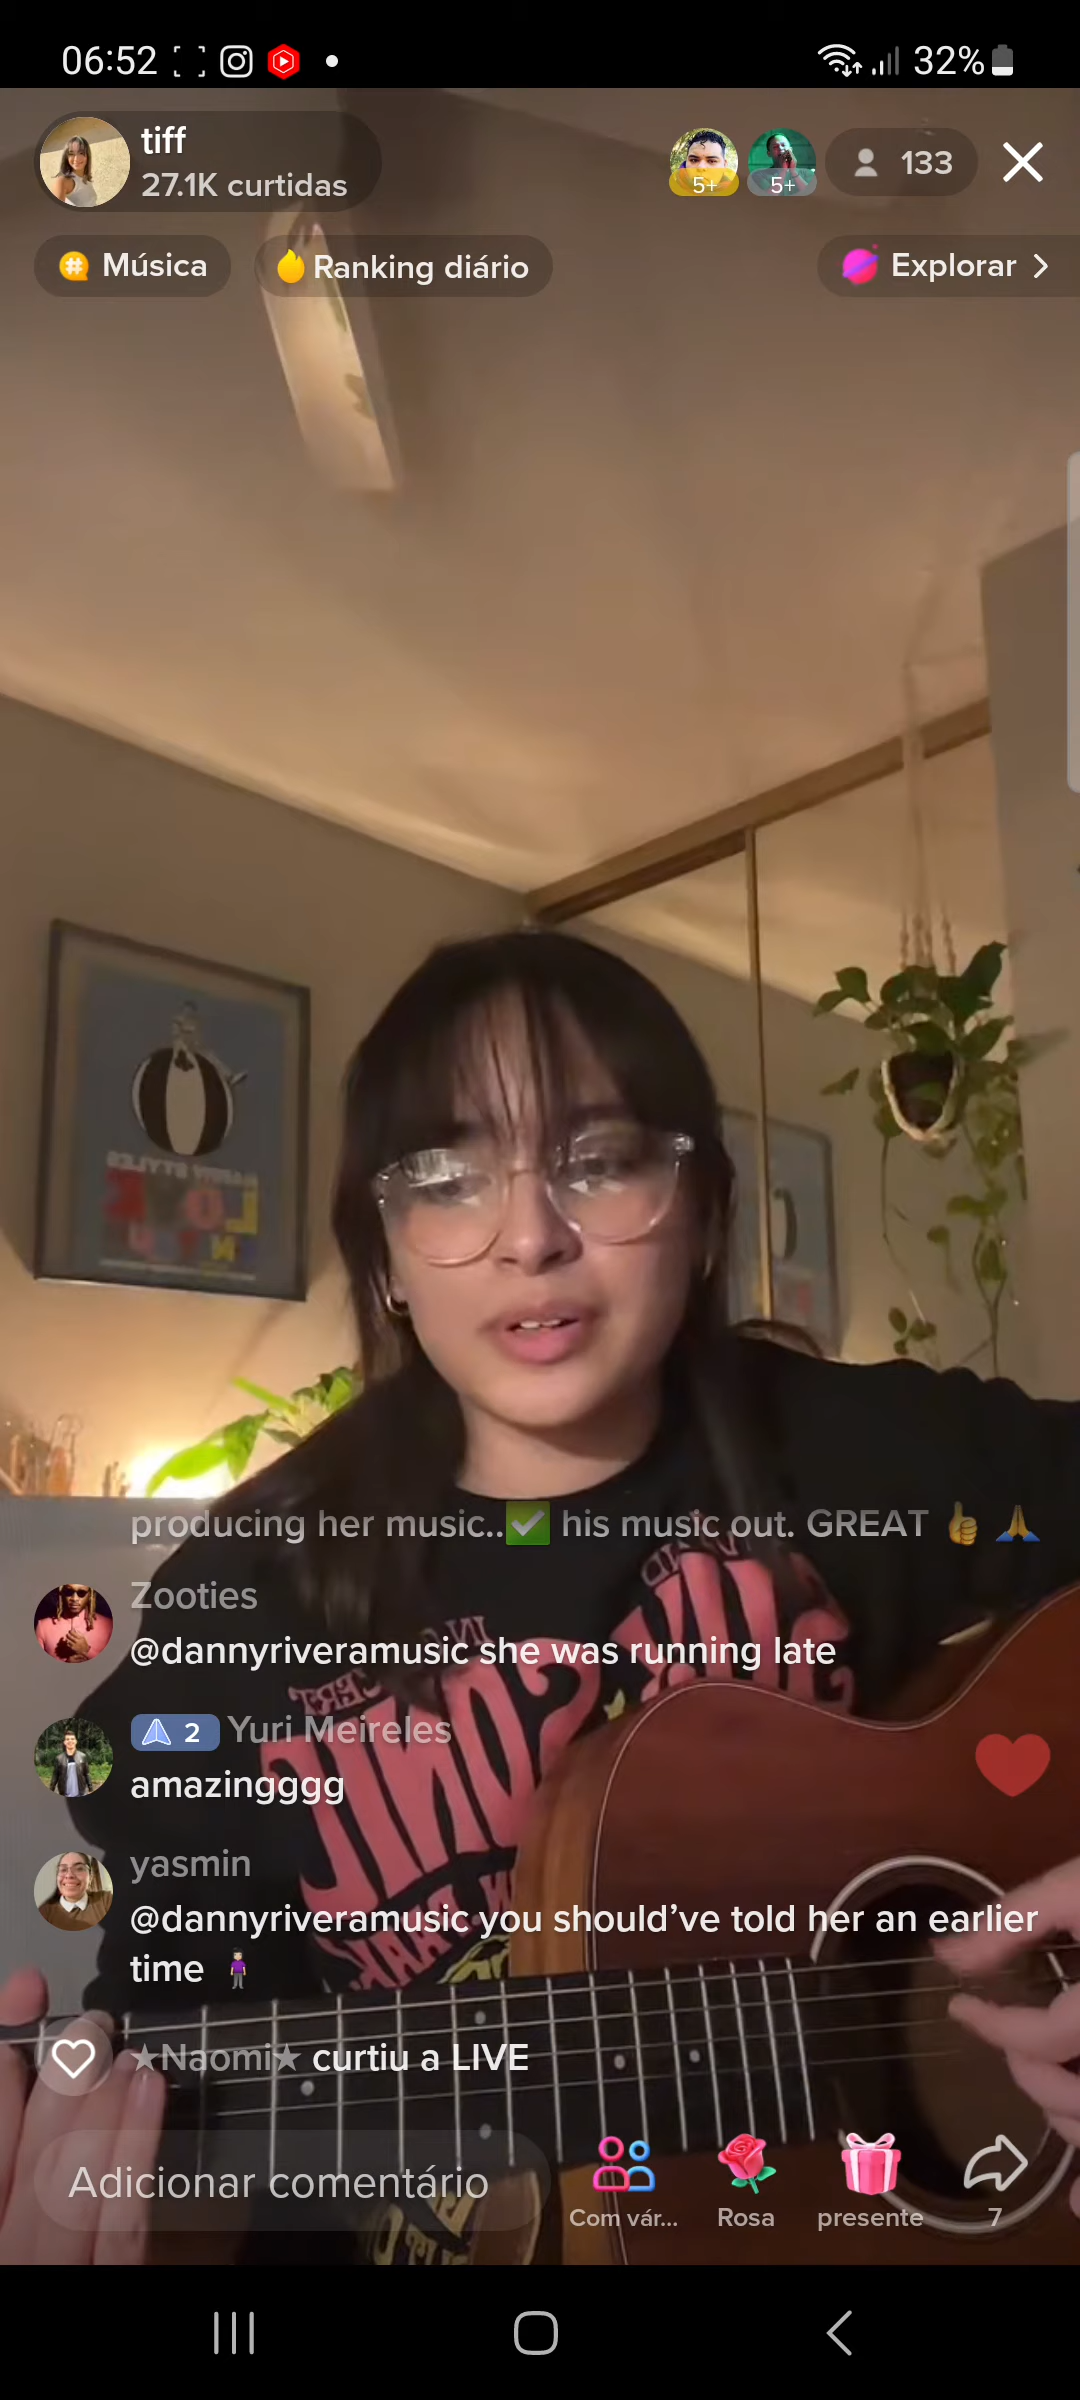 06:52
32%
tiff
27.1K curtidas
5+
5+
133
Música
Ranking diário
Explorar
producing her music..✅ his music out. GREAT 👍 🙏
Zooties
@dannyriveramusic she was running late
2 Yuri Meireles
amazingggg
yasmin
@dannyriveramusic you should’ve told her an earlier
time 🧍🏻‍♀️
★Naomi★ curtiu a LIVE
Adicionar comentário
Com vár...
Rosa
presente
7